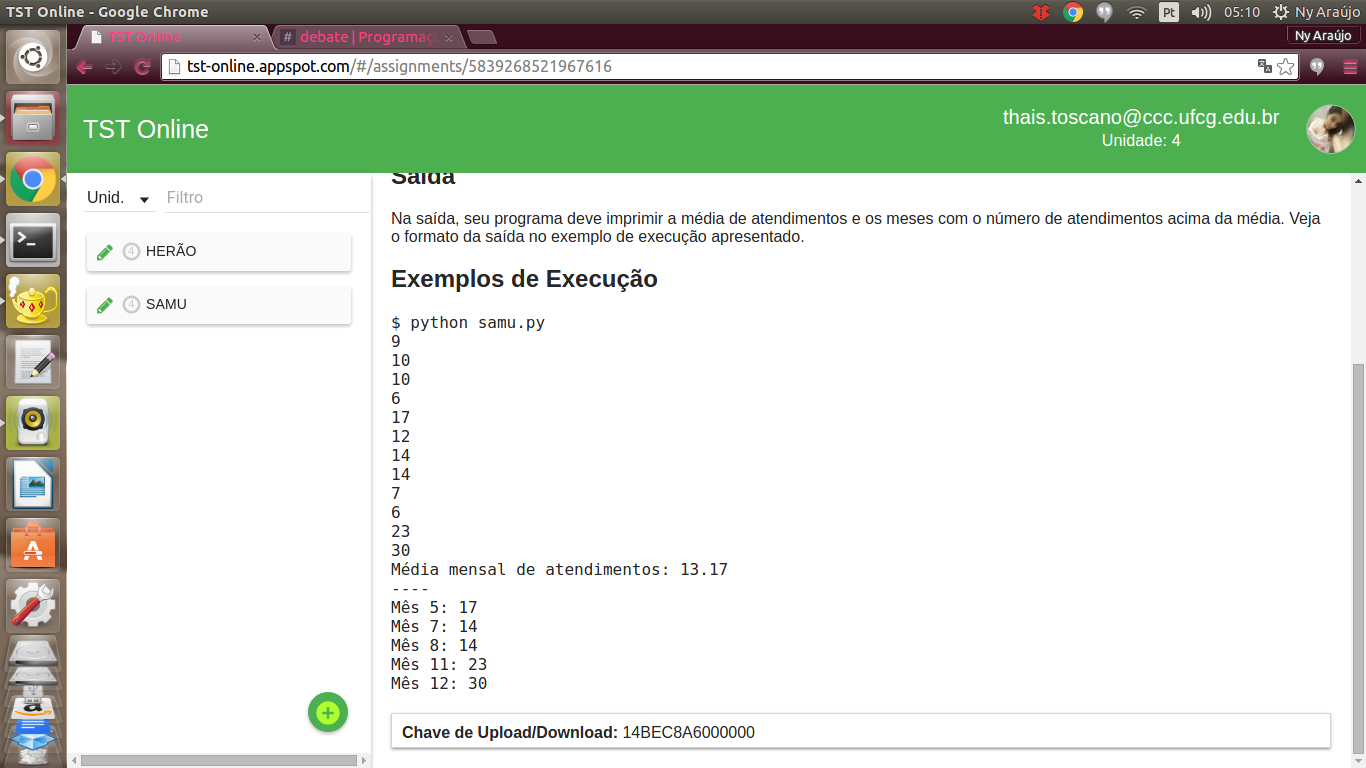 TST Online - Google Chrome
Pt
05:10
Ny Araújo
TST Online
debate | Programaç
Ny Araújo
tst-online.appspot.com/#/assignments/5839268521967616
TST Online
thais.toscano@ccc.ufcg.edu.br
Unidade: 4
Unid.
Filtro
4 HERÃO
4 SAMU
Saída
Na saída, seu programa deve imprimir a média de atendimentos e os meses com o número de atendimentos acima da média. Veja
o formato da saída no exemplo de execução apresentado.
Exemplos de Execução
$ python samu.py
9
10
10
6
17
12
14
14
7
6
23
30
Média mensal de atendimentos: 13.17
----
Mês 5: 17
Mês 7: 14
Mês 8: 14
Mês 11: 23
Mês 12: 30
Chave de Upload/Download: 14BEC8A6000000